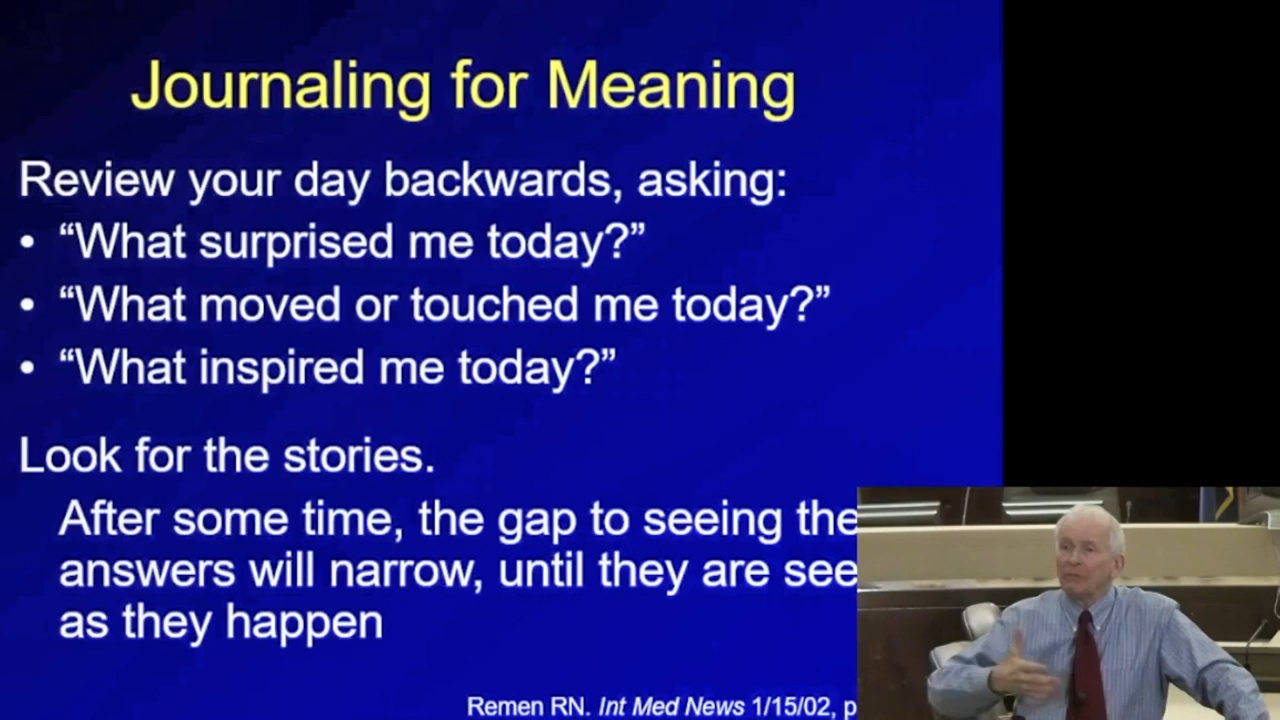 Journaling for Meaning
Review your day backwards, asking:
• “What surprised me today?”
• “What moved or touched me today?”
• “What inspired me today?”
Look for the stories.
After some time, the gap to seeing the
answers will narrow, until they are see
as they happen
Remen RN. Int Med News 1/15/02, p